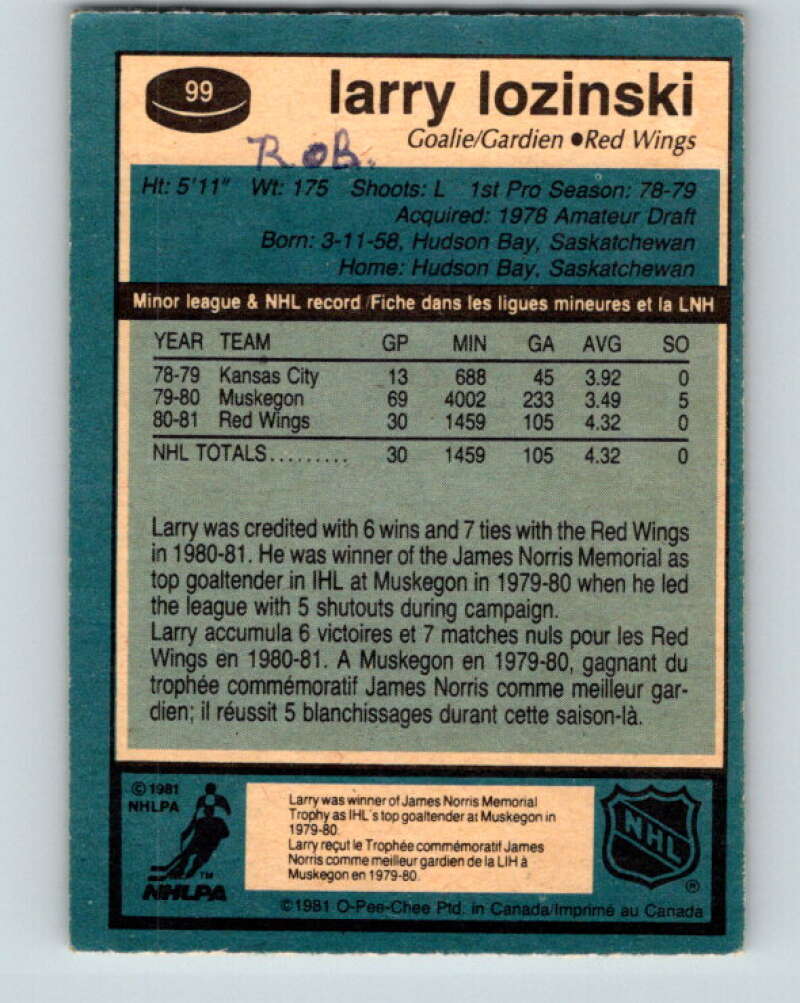 99
larry lozinski
Goalie/Gardien ●Red Wings
ROB.
Ht: 5'11" Wt: 175 Shoots: L 1st Pro Season: 78-79
Acquired: 1978 Amateur Draft
Born: 3-11-58, Hudson Bay, Saskatchewan
Home: Hudson Bay, Saskatchewan
Minor league & NHL record/Fiche dans les ligues mineures et la LNH
YEAR TEAM GP MIN GA AVG SO
78-79 Kansas City 13 688 45 3.92 0
79-80 Muskegon 69 4002 233 3.49 5
80-81 Red Wings 30 1459 105 4.32 0
NHL TOTALS......... 30 1459 105 4.32 0
Larry was credited with 6 wins and 7 ties with the Red Wings
in 1980-81. He was winner of the James Norris Memorial as
top goaltender in IHL at Muskegon in 1979-80 when he led
the league with 5 shutouts during campaign.
Larry accumula 6 victoires et 7 matches nuls pour les Red
Wings en 1980-81. A Muskegon en 1979-80, gagnant du
trophée commémoratif James Norris comme meilleur gar-
dien; il réussit 5 blanchissages durant cette saison-là.
©1981
NHLPA
TM
NHLPA
Larry was winner of James Norris Memorial
Trophy as IHL's top goaltender at Muskegon in
1979-80.
Larry reçut le Trophée commémoratif James
Norris comme meilleur gardien de la LIH à
Muskegon en 1979-80.
NHL
®
©1981 O-Pee-Chee Ptd. in Canada/Imprimé au Canada